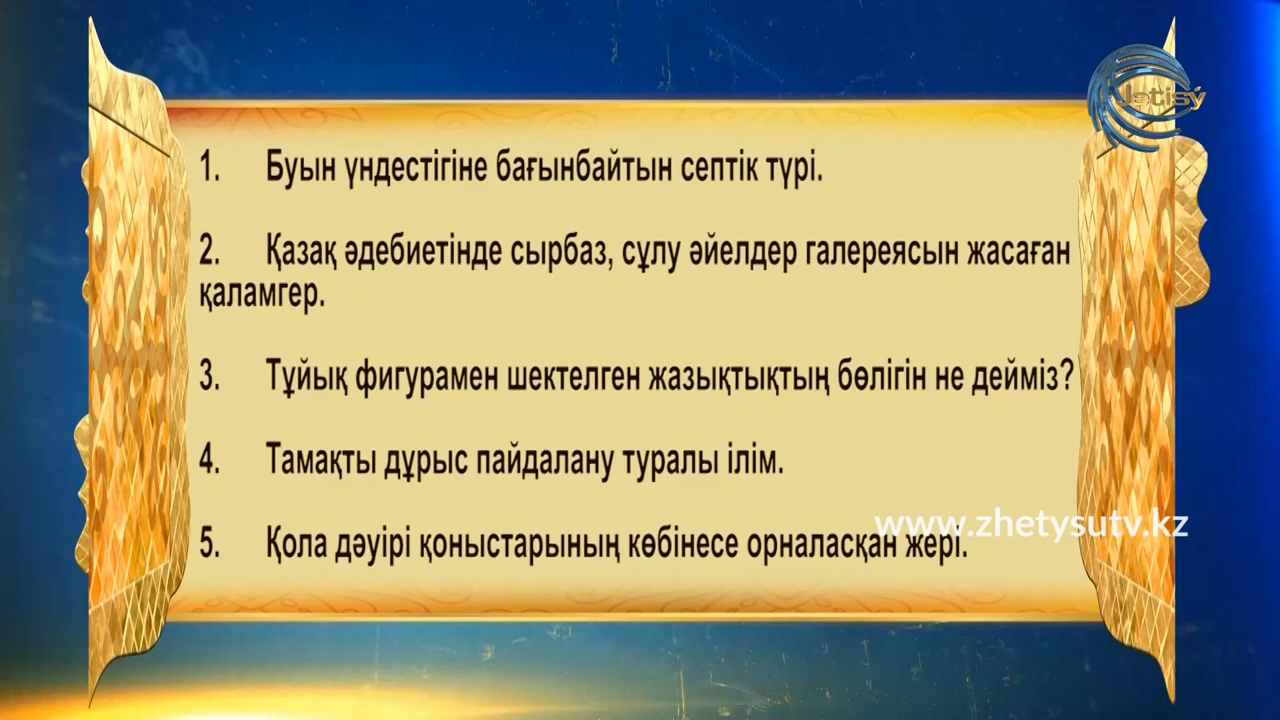 Jetisý
1. Буын үндестігіне бағынбайтын септік түрі.
2. Қазақ әдебиетінде сырбаз, сұлу әйелдер галереясын жасаған
қаламгер.
3. Тұйық фигурамен шектелген жазықтықтың бөлігін не дейміз?
4. Тамақты дұрыс пайдалану туралы ілім.
www.zhetysutv.kz
5. Қола дәуірі қоныстарының көбінесе орналасқан жері.